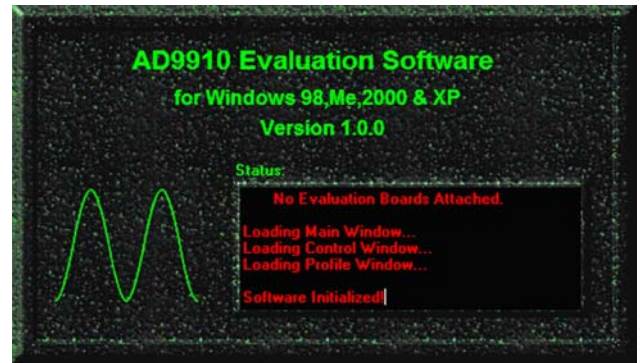 AD9910 Evaluation Software
for Windows 98,Me,2000 & XP
Version 1.0.0
Status:
No Evaluation Boards Attached.
Loading Main Window...
Loading Control Window...
Loading Profile Window...
Software Initialized!